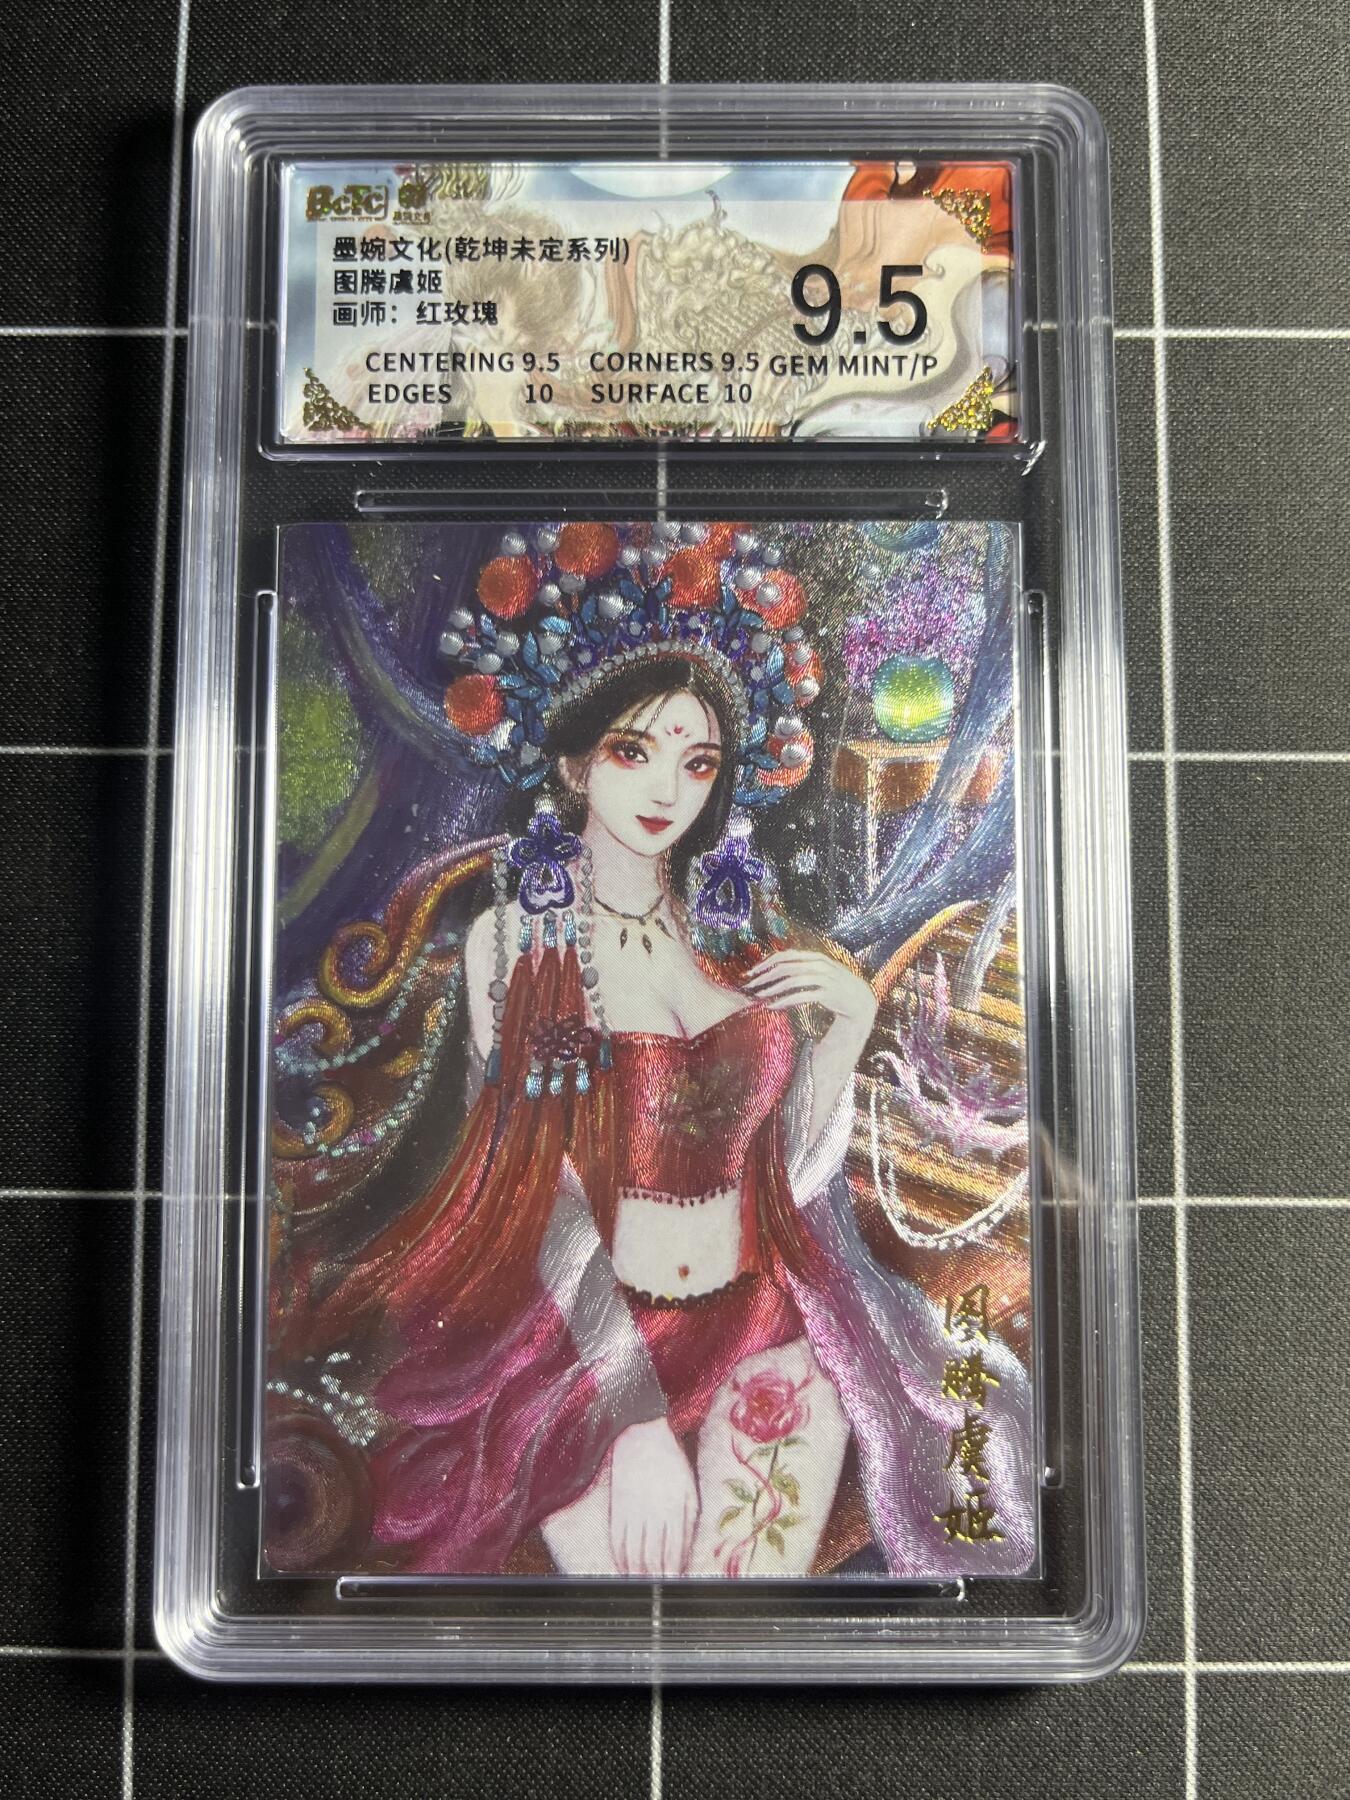 BcTc
墨婉文化(乾坤未定系列)
图腾虞姬
画师：红玫瑰
9.5
CENTERING 9.5 CORNERS 9.5 GEM MINT/P
EDGES 10 SURFACE 10
图腾虞姬